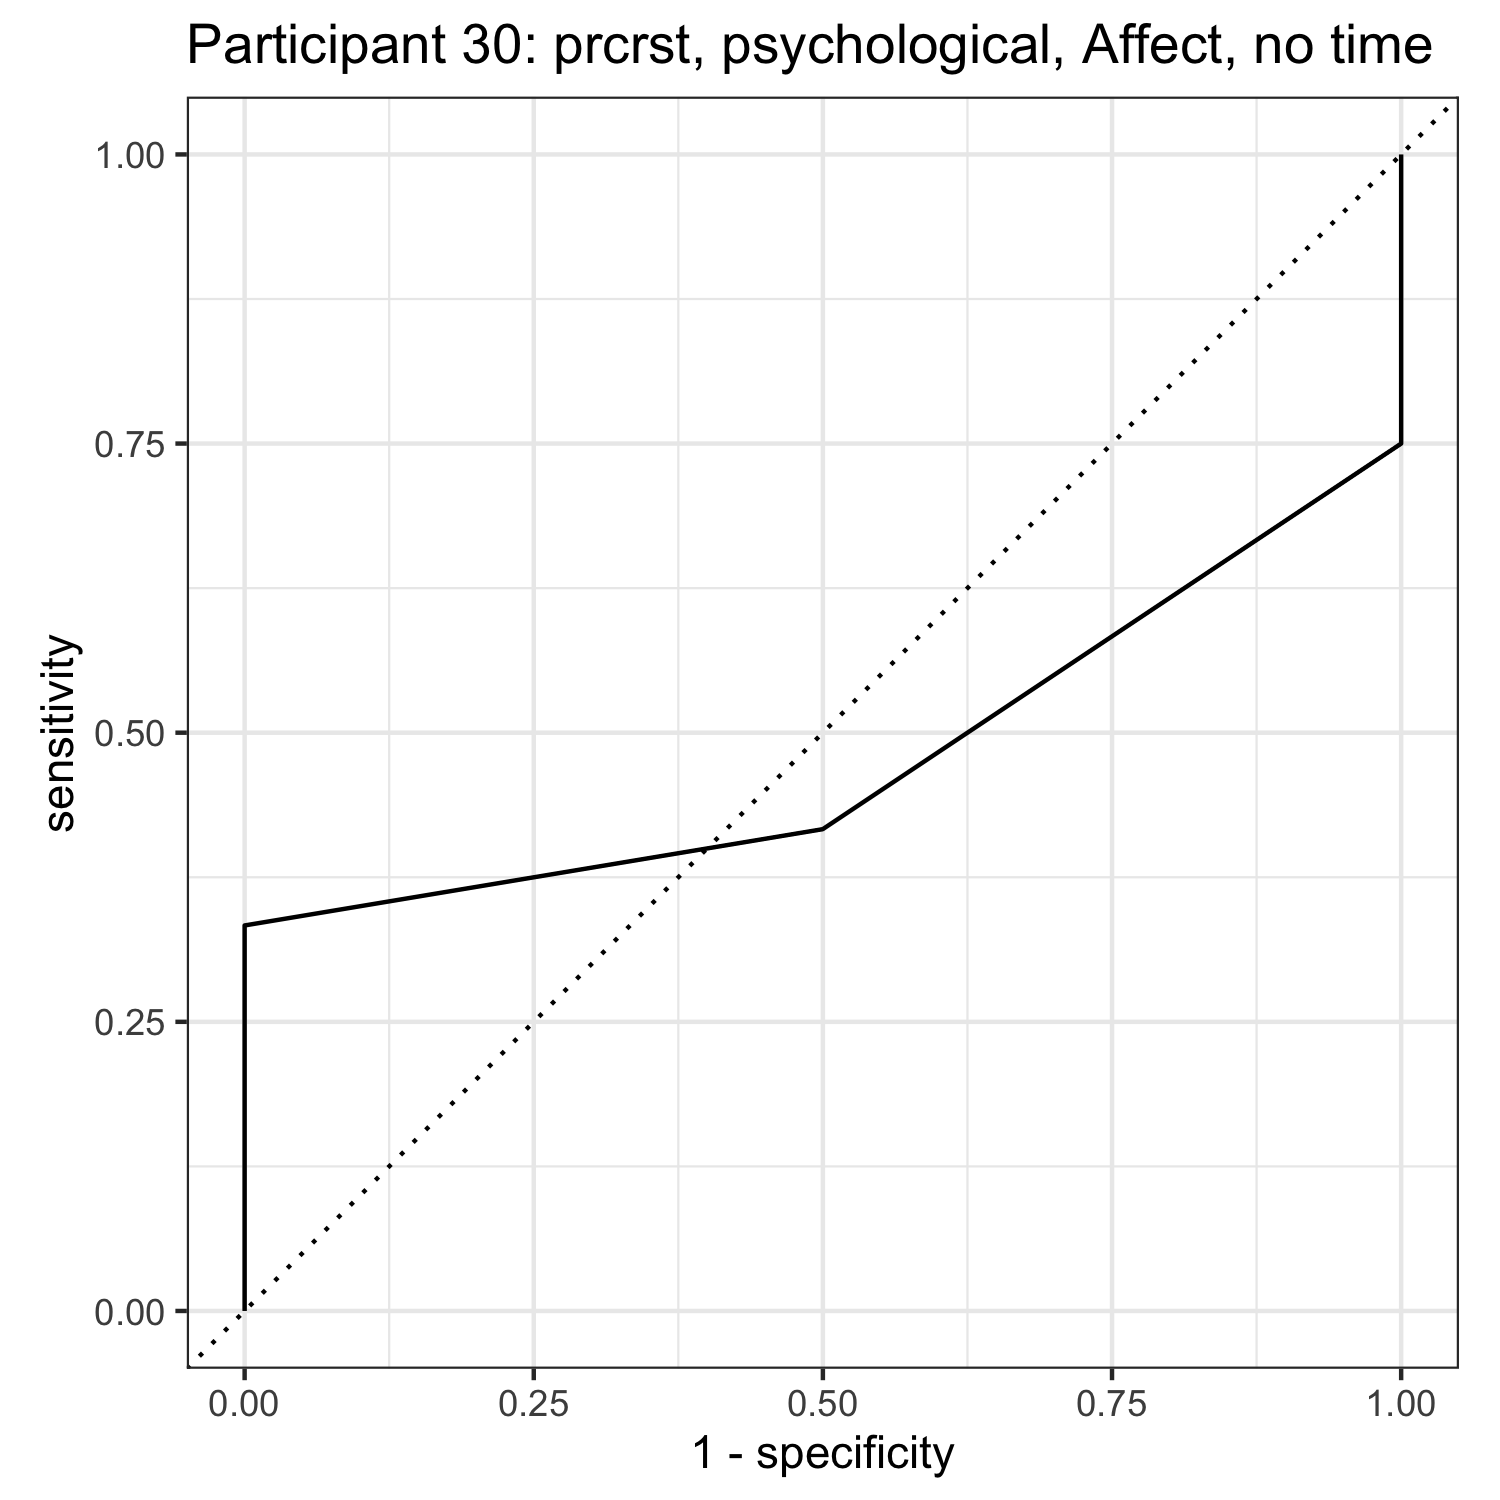 Participant 30: prcrst, psychological, Affect, no time
1.00
0.75
0.50
0.25
0.00
sensitivity
0.00 0.25 0.50 0.75 1.00
1 - specificity